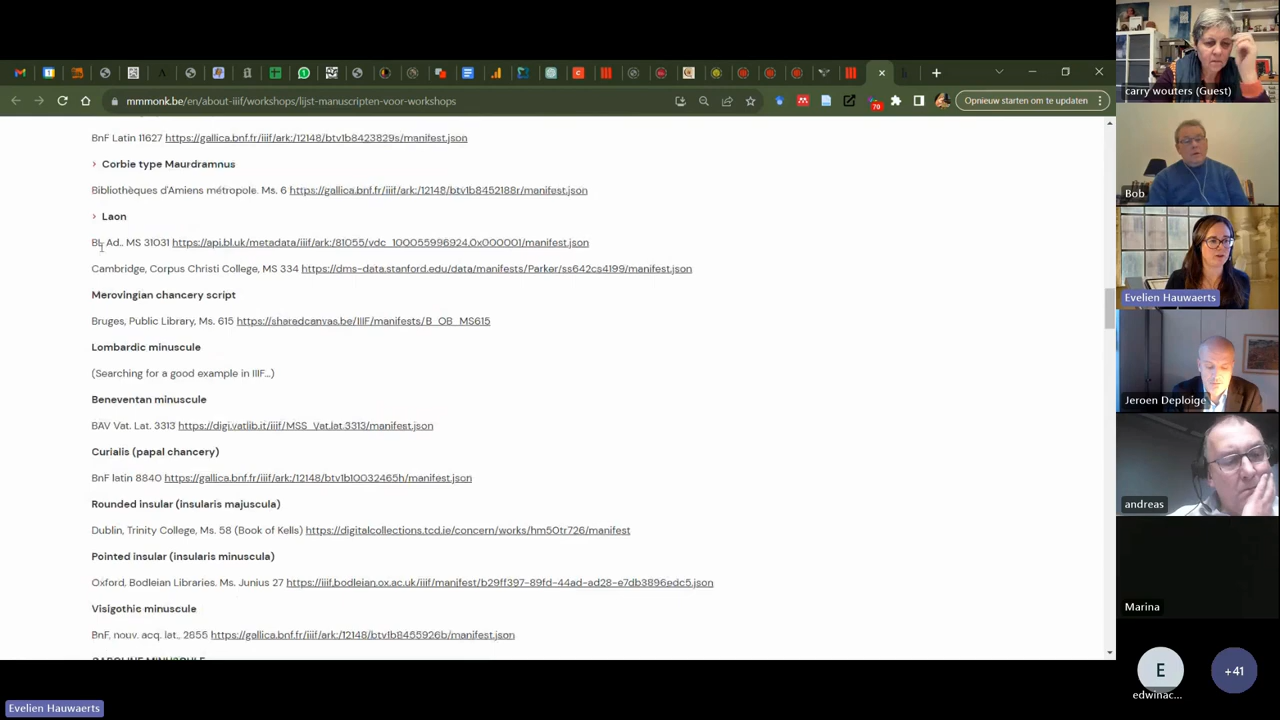 mmmonk.be/en/about-iiif/workshops/lijst-manuscripten-voor-workshops
70
Opnieuw starten om te updaten
BnF Latin 11627 https://gallica.bnf.fr/iiif/ark:/12148/btv1b8423829s/manifest.json
Corbie type Maurdramnus
Bibliothèques d'Amiens métropole. Ms. 6 https://gallica.bnf.fr/iiif/ark:/12148/btv1b8452188r/manifest.json
Laon
BL Ad., MS 31031 https://api.bl.uk/metadata/iiif/ark:/81055/vdc_100055996924.0x000001/manifest.json
Cambridge, Corpus Christi College, MS 334 https://dms-data.stanford.edu/data/manifests/Parker/ss642cs4199/manifest.json
Merovingian chancery script
Bruges, Public Library, Ms. 615 https://sharedcanvas.be/IIIF/manifests/B_OB_MS615
Lombardic minuscule
(Searching for a good example in IIIF...)
Beneventan minuscule
BAV Vat. Lat. 3313 https://digi.vatlib.it/iiif/MSS_Vat.lat.3313/manifest.json
Curialis (papal chancery)
BnF latin 8840 https://gallica.bnf.fr/iiif/ark:/12148/btv1b10032465h/manifest.json
Rounded insular (insularis majuscula)
Dublin, Trinity College, Ms. 58 (Book of Kells) https://digitalcollections.tcd.ie/concern/works/hm50tr726/manifest
Pointed insular (insularis minuscula)
Oxford, Bodleian Libraries. Ms. Junius 27 https://iiif.bodleian.ox.ac.uk/iiif/manifest/b29ff397-89fd-44ad-ad28-e7db3896edc5.json
Visigothic minuscule
BnF, nouv. acq. lat., 2855 https://gallica.bnf.fr/iiif/ark:/12148/btv1b8455926b/manifest.json
CAROLINE MINUSCULE
carry wouters (Guest)
Bob
Evelien Hauwaerts
Jeroen Deploige
andreas
Marina
E
edwinac...
+41
Evelien Hauwaerts